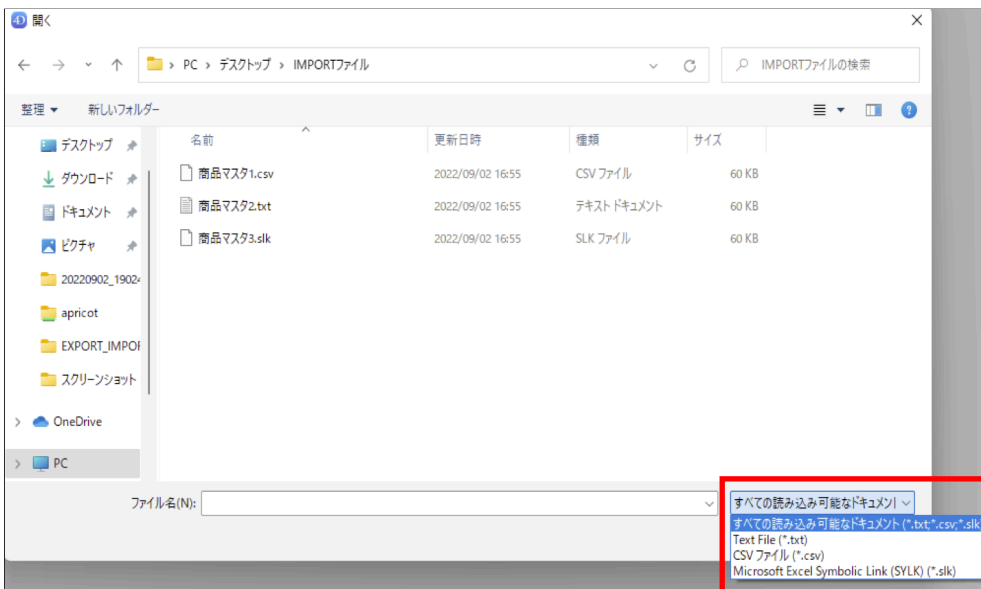 開く
PC > デスクトップ > IMPORTファイル
IMPORTファイルの検索
整理
新しいフォルダー
名前 更新日時 種類 サイズ
デスクトップ
ダウンロード
ドキュメント
ピクチャ
20220902_19024
apricot
EXPORT_IMPOR
スクリーンショット
OneDrive
PC
商品マスタ1.csv 2022/09/02 16:55 CSV ファイル 60 KB
商品マスタ2.txt 2022/09/02 16:55 テキスト ドキュメント 60 KB
商品マスタ3.slk 2022/09/02 16:55 SLK ファイル 60 KB
ファイル名(N):
すべての読み込み可能なドキュメント
すべての読み込み可能なドキュメント (*.txt;*.csv;*.slk
Text File (*.txt)
CSV ファイル (*.csv)
Microsoft Excel Symbolic Link (SYLK) (*.slk)